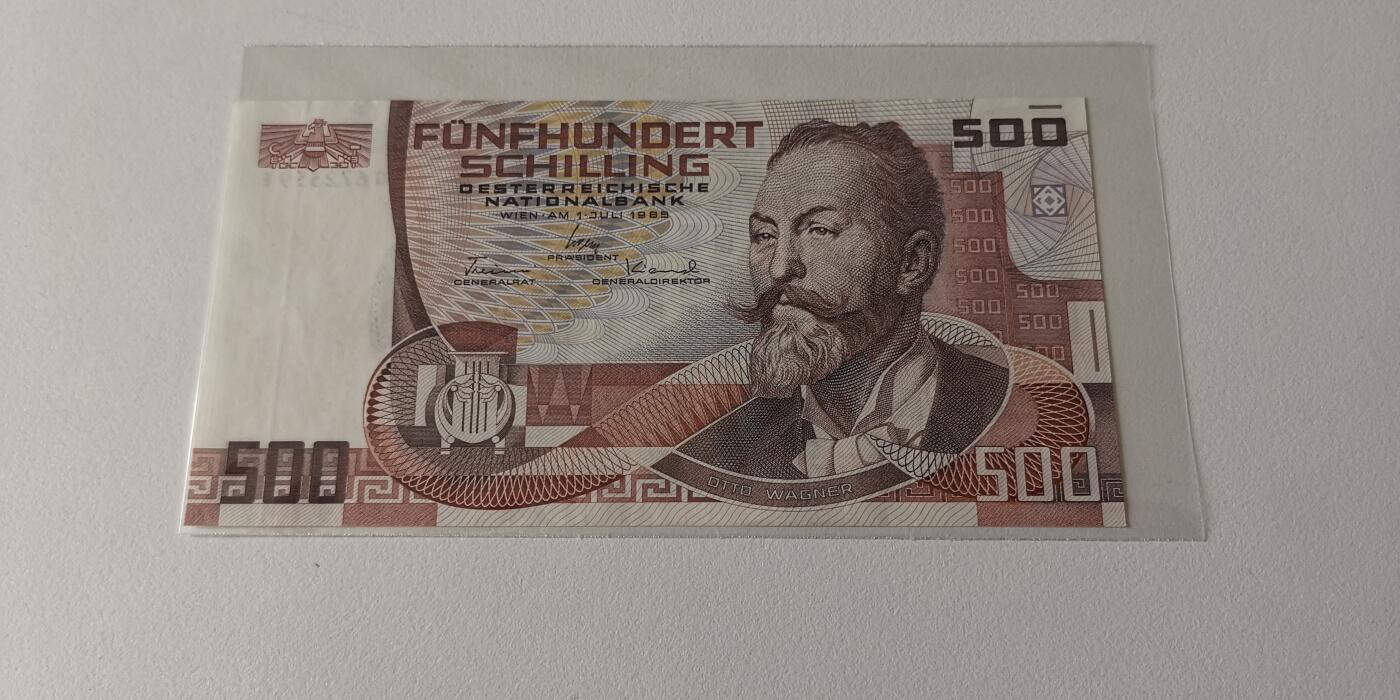 FÜNFHUNDERT
SCHILLING
OESTERREICHISCHE
NATIONALBANK
WIEN·AM 1·JULI 1985
PRÄSIDENT
GENERALRAT
GENERALDIREKTOR
500
500
500
500
500
500
500
500
500
500
OTTO WAGNER
500